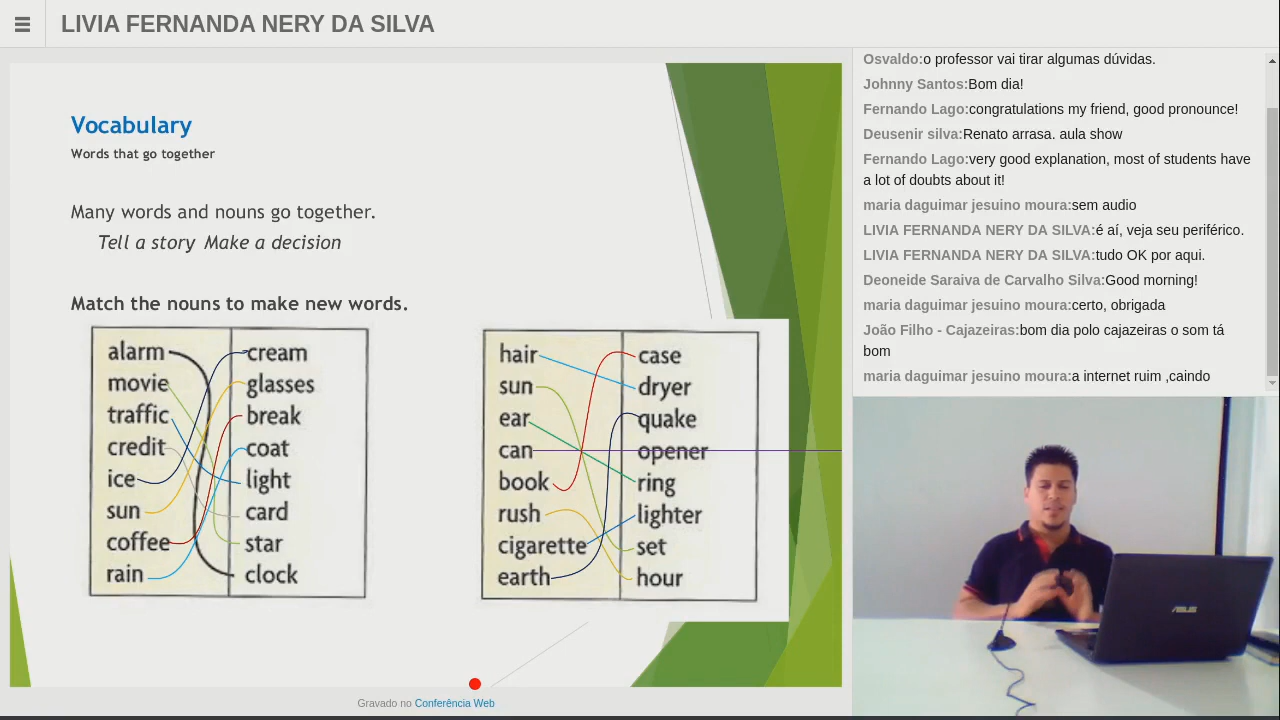 LIVIA FERNANDA NERY DA SILVA
Vocabulary
Words that go together
Many words and nouns go together.
Tell a story Make a decision
Match the nouns to make new words.
alarm cream
movie glasses
traffic break
credit coat
ice light
sun card
coffee star
rain clock
hair case
sun dryer
ear quake
can opener
book ring
rush lighter
cigarette set
earth hour
Gravado no Conferência Web
Osvaldo:o professor vai tirar algumas dúvidas.
Johnny Santos:Bom dia!
Fernando Lago:congratulations my friend, good pronounce!
Deusenir silva:Renato arrasa. aula show
Fernando Lago:very good explanation, most of students have
a lot of doubts about it!
maria daguimar jesuino moura:sem audio
LIVIA FERNANDA NERY DA SILVA:é aí, veja seu periférico.
LIVIA FERNANDA NERY DA SILVA:tudo OK por aqui.
Deoneide Saraiva de Carvalho Silva:Good morning!
maria daguimar jesuino moura:certo, obrigada
João Filho - Cajazeiras:bom dia polo cajazeiras o som tá
bom
maria daguimar jesuino moura:a internet ruim ,caindo
ASUS